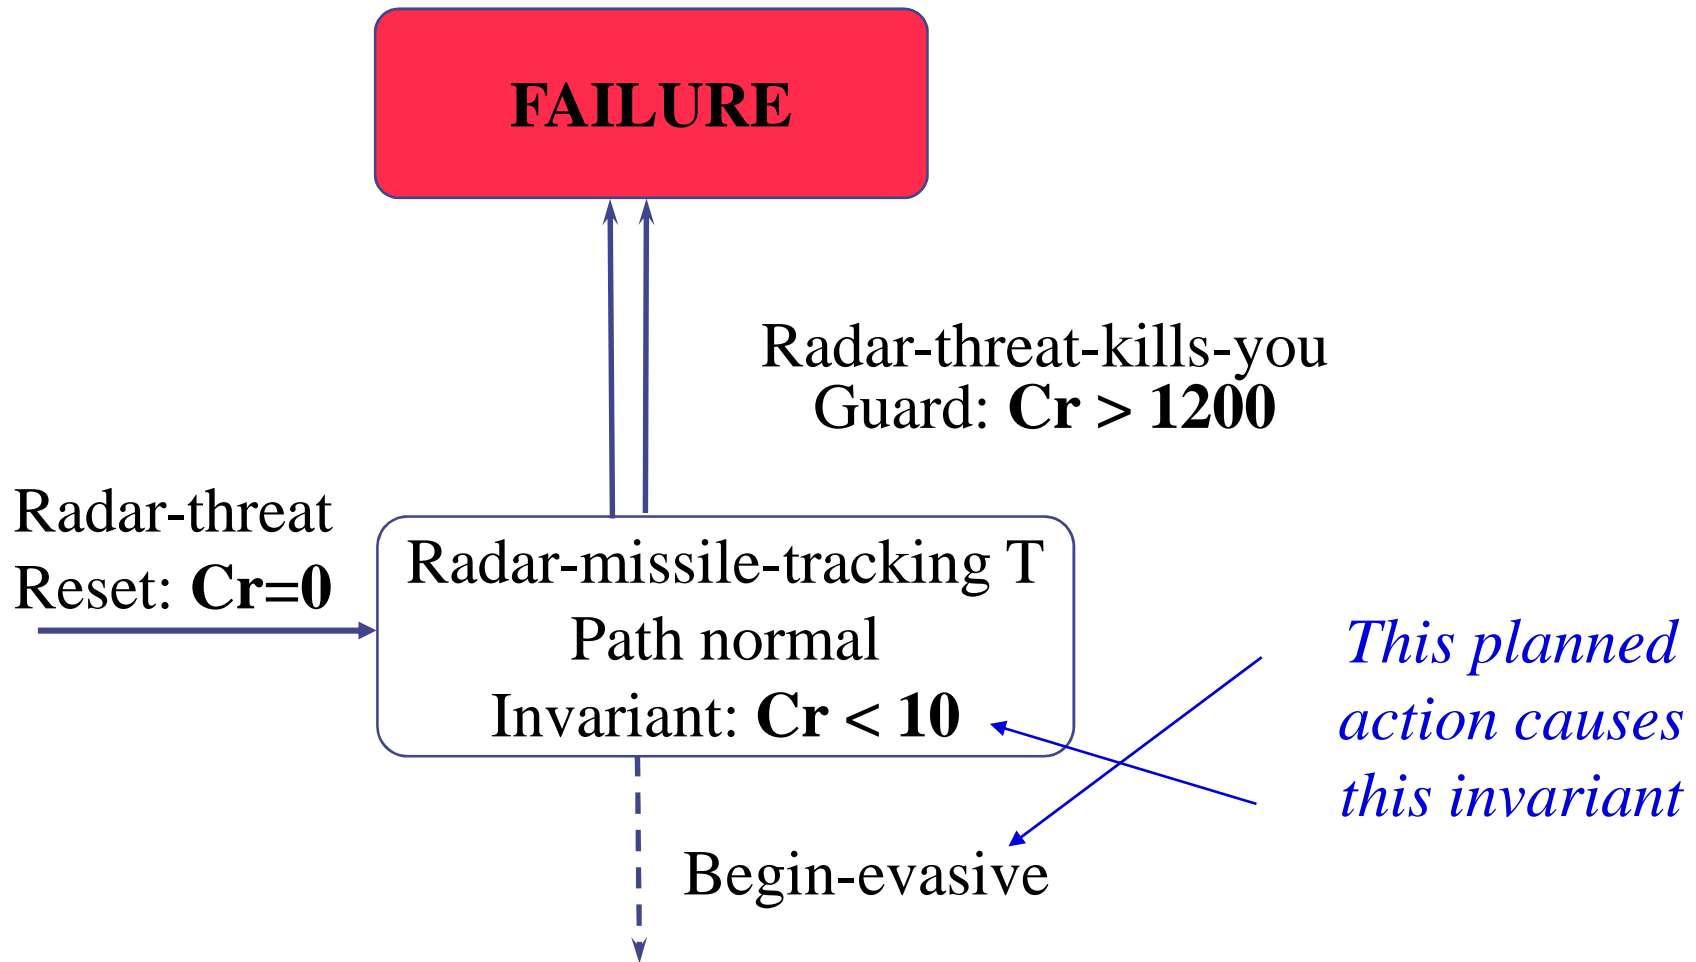 FAILURE
Radar-threat-kills-you
Guard: Cr > 1200
Radar-threat
Reset: Cr=0
Radar-missile-tracking T
Path normal
Invariant: Cr < 10
This planned
action causes
this invariant
Begin-evasive